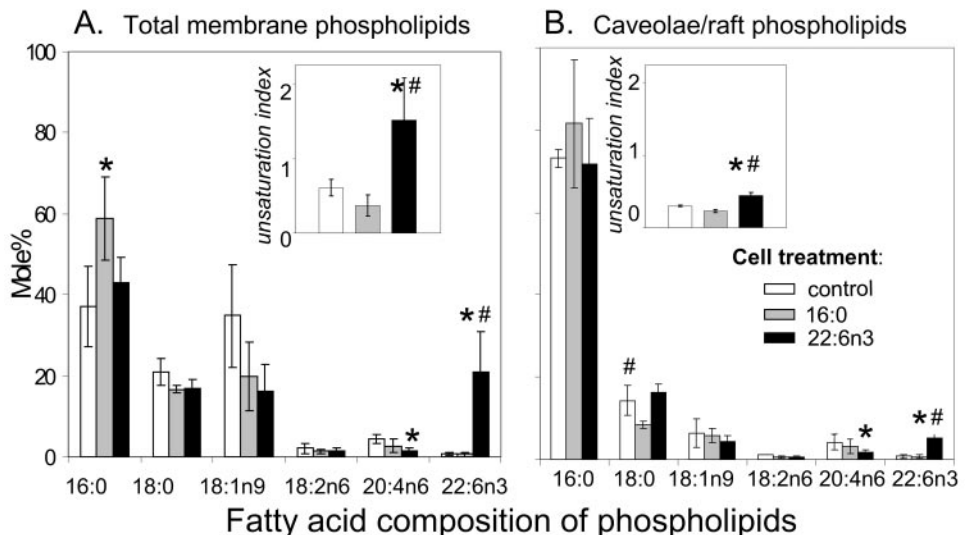 A. Total membrane phospholipids
B. Caveolae/raft phospholipids
Mole%
100
80
60
40
20
0
*
* #
*
unsaturation index
2
1
0
* #
16:0 18:0 18:1n9 18:2n6 20:4n6 22:6n3
#
*
* #
unsaturation index
2
1
0
* #
Cell treatment:
control
16:0
22:6n3
16:0 18:0 18:1n9 18:2n6 20:4n6 22:6n3
Fatty acid composition of phospholipids